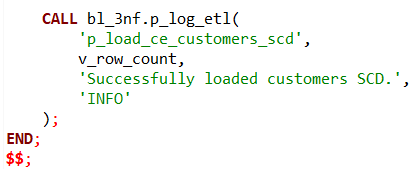 CALL bl_3nf.p_log_etl(
'p_load_ce_customers_scd',
v_row_count,
'Successfully loaded customers SCD.',
'INFO'
);
END;
$$;